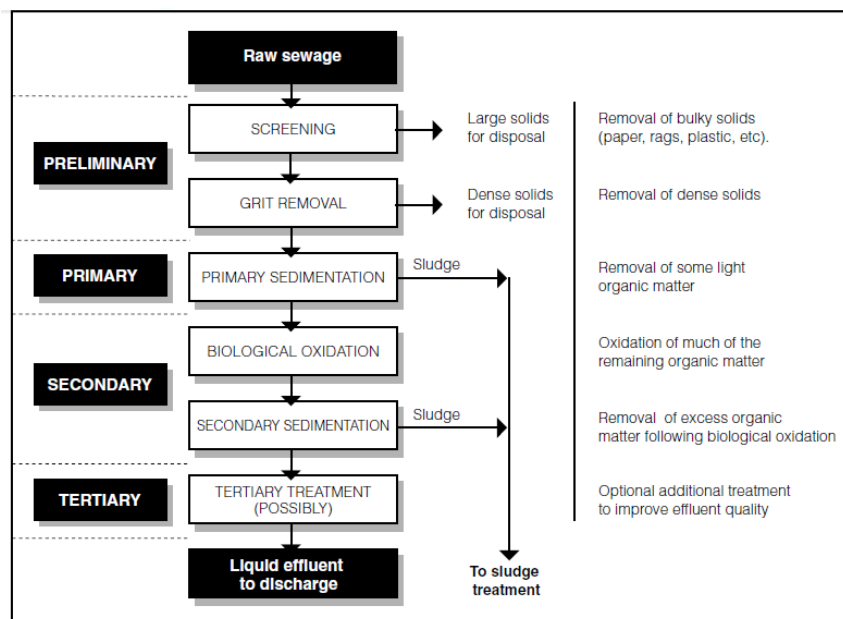 Raw sewage
PRELIMINARY
SCREENING
Large solids
for disposal
Removal of bulky solids
(paper, rags, plastic, etc).
GRIT REMOVAL
Dense solids
for disposal
Removal of dense solids
PRIMARY
PRIMARY SEDIMENTATION
Sludge
Removal of some light
organic matter
SECONDARY
BIOLOGICAL OXIDATION
Oxidation of much of the
remaining organic matter
SECONDARY SEDIMENTATION
Sludge
Removal of excess organic
matter following biological oxidation
TERTIARY
TERTIARY TREATMENT
(POSSIBLY)
Optional additional treatment
to improve effluent quality
Liquid effluent
to discharge
To sludge
treatment